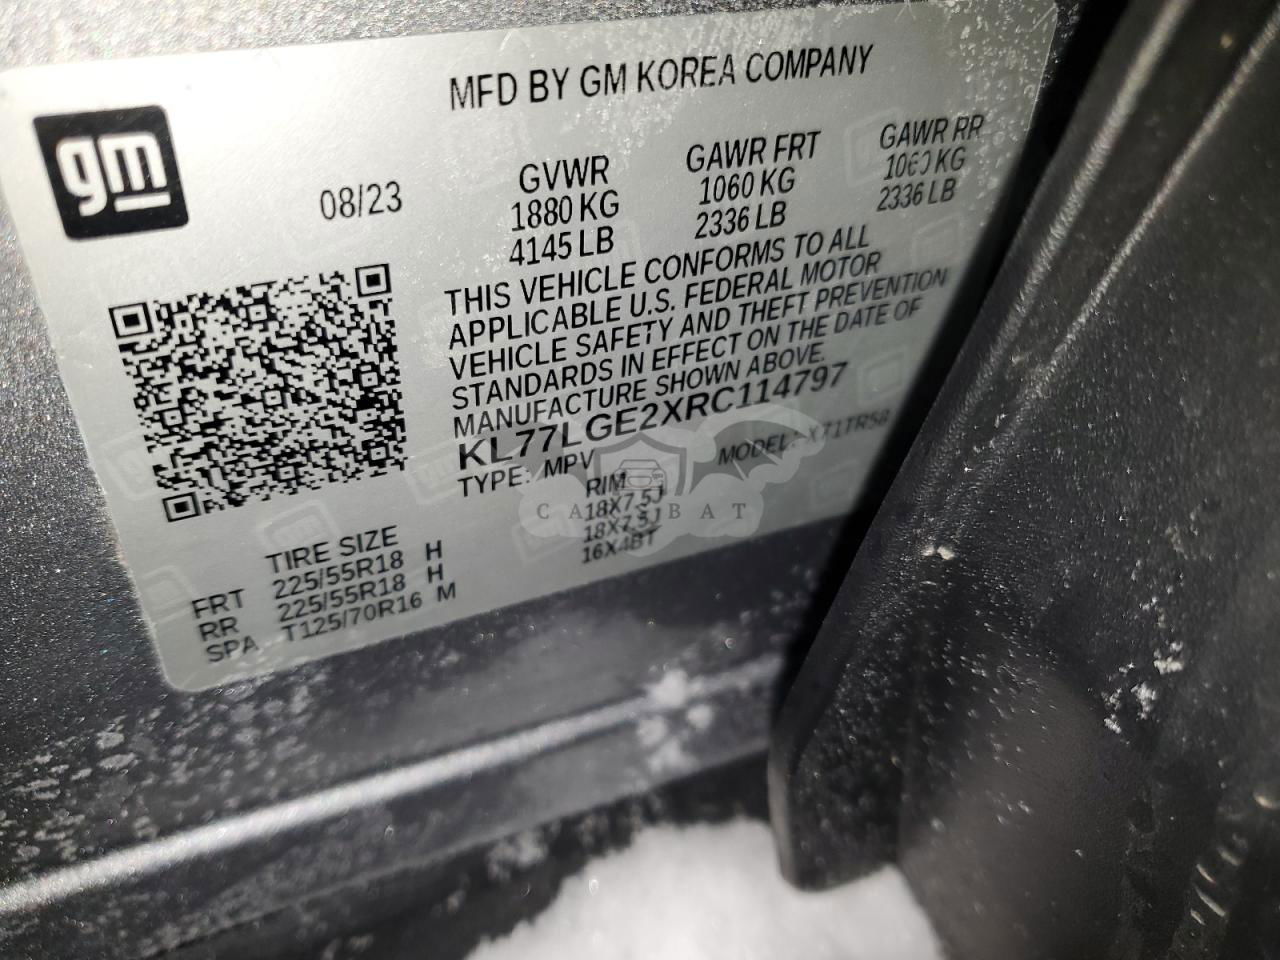 MFD BY GM KOREA COMPANY
gm
08/23
GVWR
1880 KG
4145 LB
GAWR FRT
1060 KG
2336 LB
GAWR RR
1060 KG
2336 LB
THIS VEHICLE CONFORMS TO ALL
APPLICABLE U.S. FEDERAL MOTOR
VEHICLE SAFETY AND THEFT PREVENTION
STANDARDS IN EFFECT ON THE DATE OF
MANUFACTURE SHOWN ABOVE.
KL77LGE2XRC114797
TYPE: MPV
MODEL:
TIRE SIZE
RIM
FRT 225/55R18 H 18X7.5J
RR 225/55R18 H 18X7.5J
SPA T125/70R16 M 16X4BT